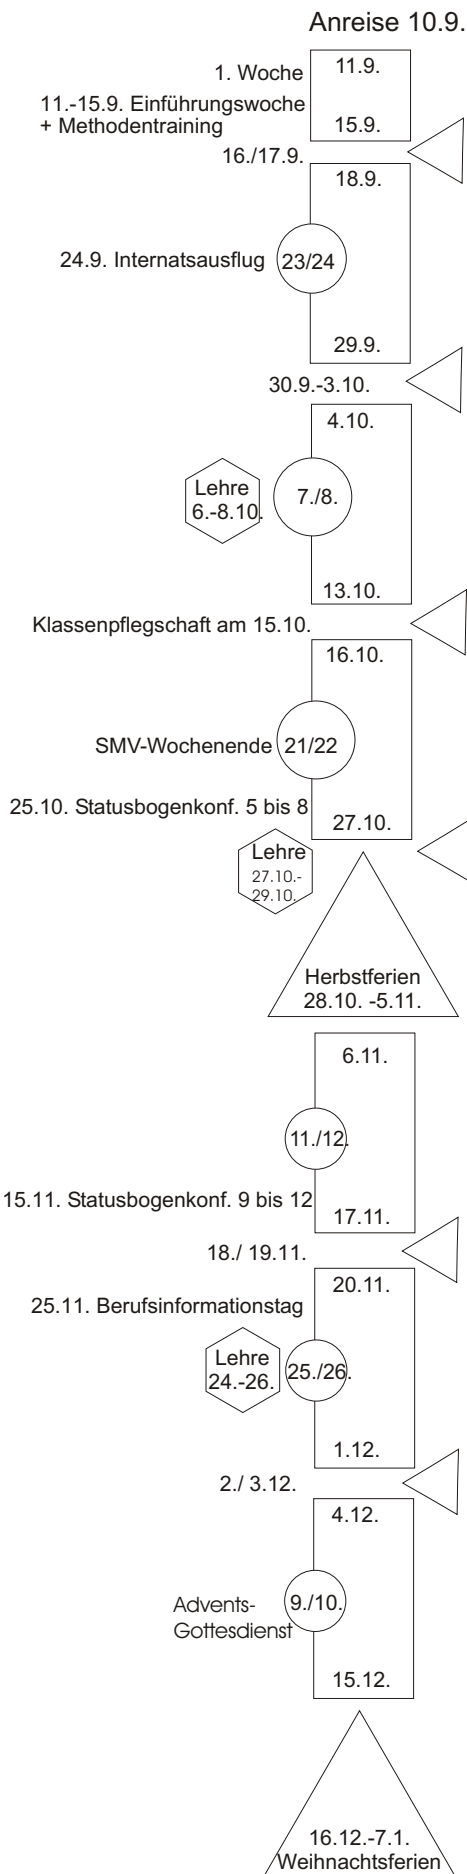 Anreise 10.9.
1. Woche
11.9.
11.-15.9. Einführungswoche
+ Methodentraining
15.9.
16./17.9.
18.9.
24.9. Internatsausflug
23/24
29.9.
30.9.-3.10.
4.10.
Lehre
6.-8.10.
7./8.
13.10.
Klassenpflegschaft am 15.10.
16.10.
SMV-Wochenende
21/22
25.10. Statusbogenkonf. 5 bis 8
27.10.
Lehre
27.10.-
29.10.
Herbstferien
28.10. -5.11.
6.11.
11./12.
15.11. Statusbogenkonf. 9 bis 12
17.11.
18./ 19.11.
20.11.
25.11. Berufsinformationstag
Lehre
24.-26.
25./26.
1.12.
2./ 3.12.
4.12.
Advents-
Gottesdienst
9./10.
15.12.
16.12.-7.1.
Weihnachtsferien